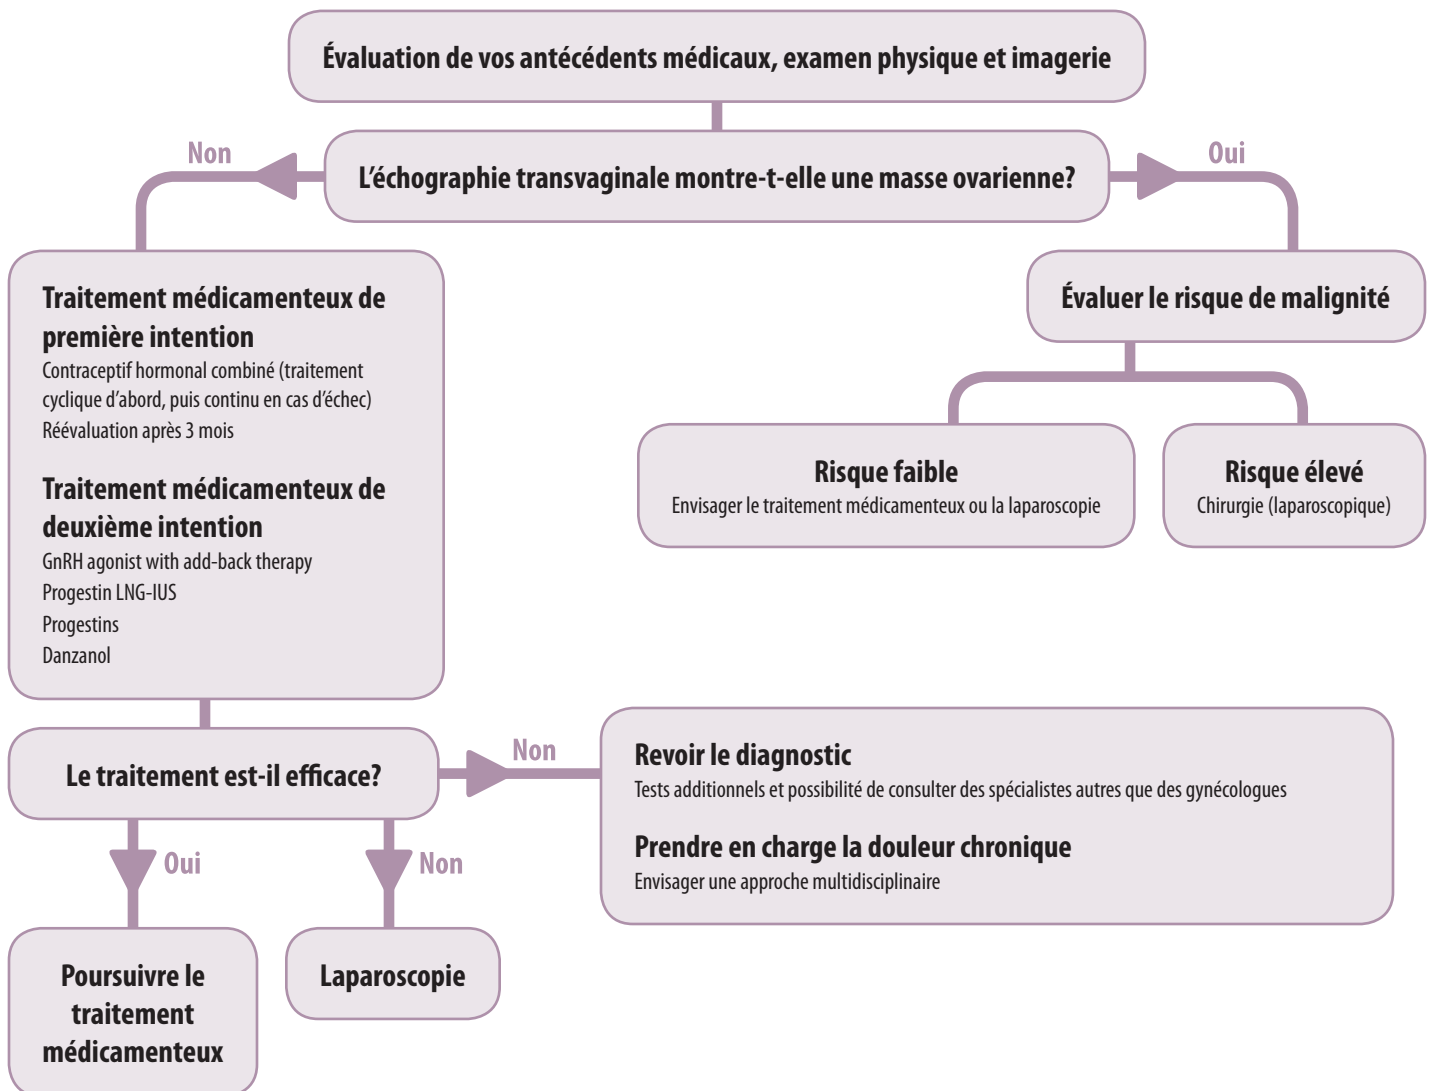 Évaluation de vos antécédents médicaux, examen physique et imagerie
Non
L'échographie transvaginale montre-t-elle une masse ovarienne?
Oui
Traitement médicamenteux de
première intention
Contraceptif hormonal combiné (traitement
cyclique d'abord, puis continu en cas d'échec)
Réévaluation après 3 mois
Traitement médicamenteux de
deuxième intention
GnRH agonist with add-back therapy
Progestin LNG-IUS
Progestins
Danzanol
Évaluer le risque de malignité
Risque faible
Envisager le traitement médicamenteux ou la laparoscopie
Risque élevé
Chirurgie (laparoscopique)
Le traitement est-il efficace?
Non
Revoir le diagnostic
Tests additionnels et possibilité de consulter des spécialistes autres que des gynécologues
Prendre en charge la douleur chronique
Envisager une approche multidisciplinaire
Oui
Non
Poursuivre le
traitement
médicamenteux
Laparoscopie